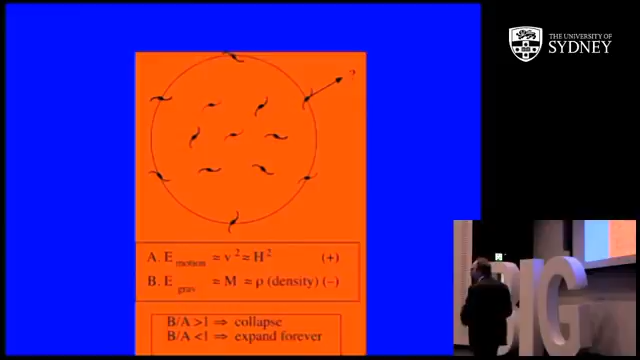 THE UNIVERSITY OF
SYDNEY
?
A. E motion ≈ v² ≈ H² (+)
B. E grav ≈ M ≈ ρ (density) (–)
B/A >1 ⇒ collapse
B/A <1 ⇒ expand forever
BIG